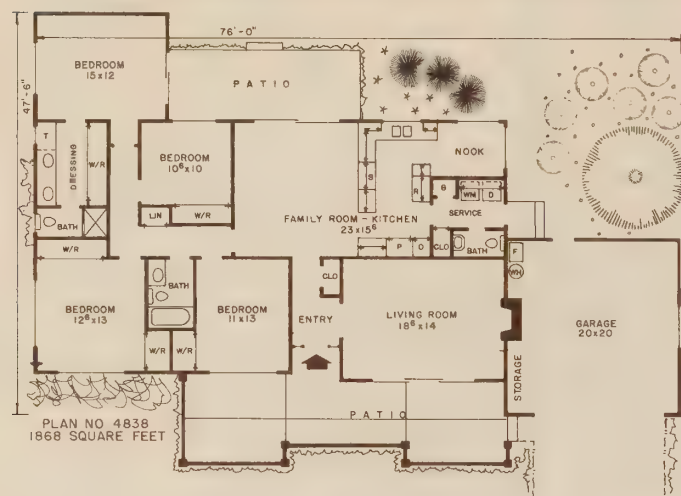 76'-0"
47'-6"
BEDROOM
15x12
PATIO
T
DRESSING
W/R
BEDROOM
10⁶x10
NOOK
S
R
B
WM
D
SERVICE
BATH
LIN
W/R
FAMILY ROOM - KITCHEN
23x15⁶
P
O
CLO
BATH
F
WH
W/R
BATH
CLO
BEDROOM
12⁶x13
BEDROOM
11x13
ENTRY
LIVING ROOM
18⁶x14
GARAGE
20x20
W/R
W/R
STORAGE
PATIO
PLAN NO 4838
1868 SQUARE FEET